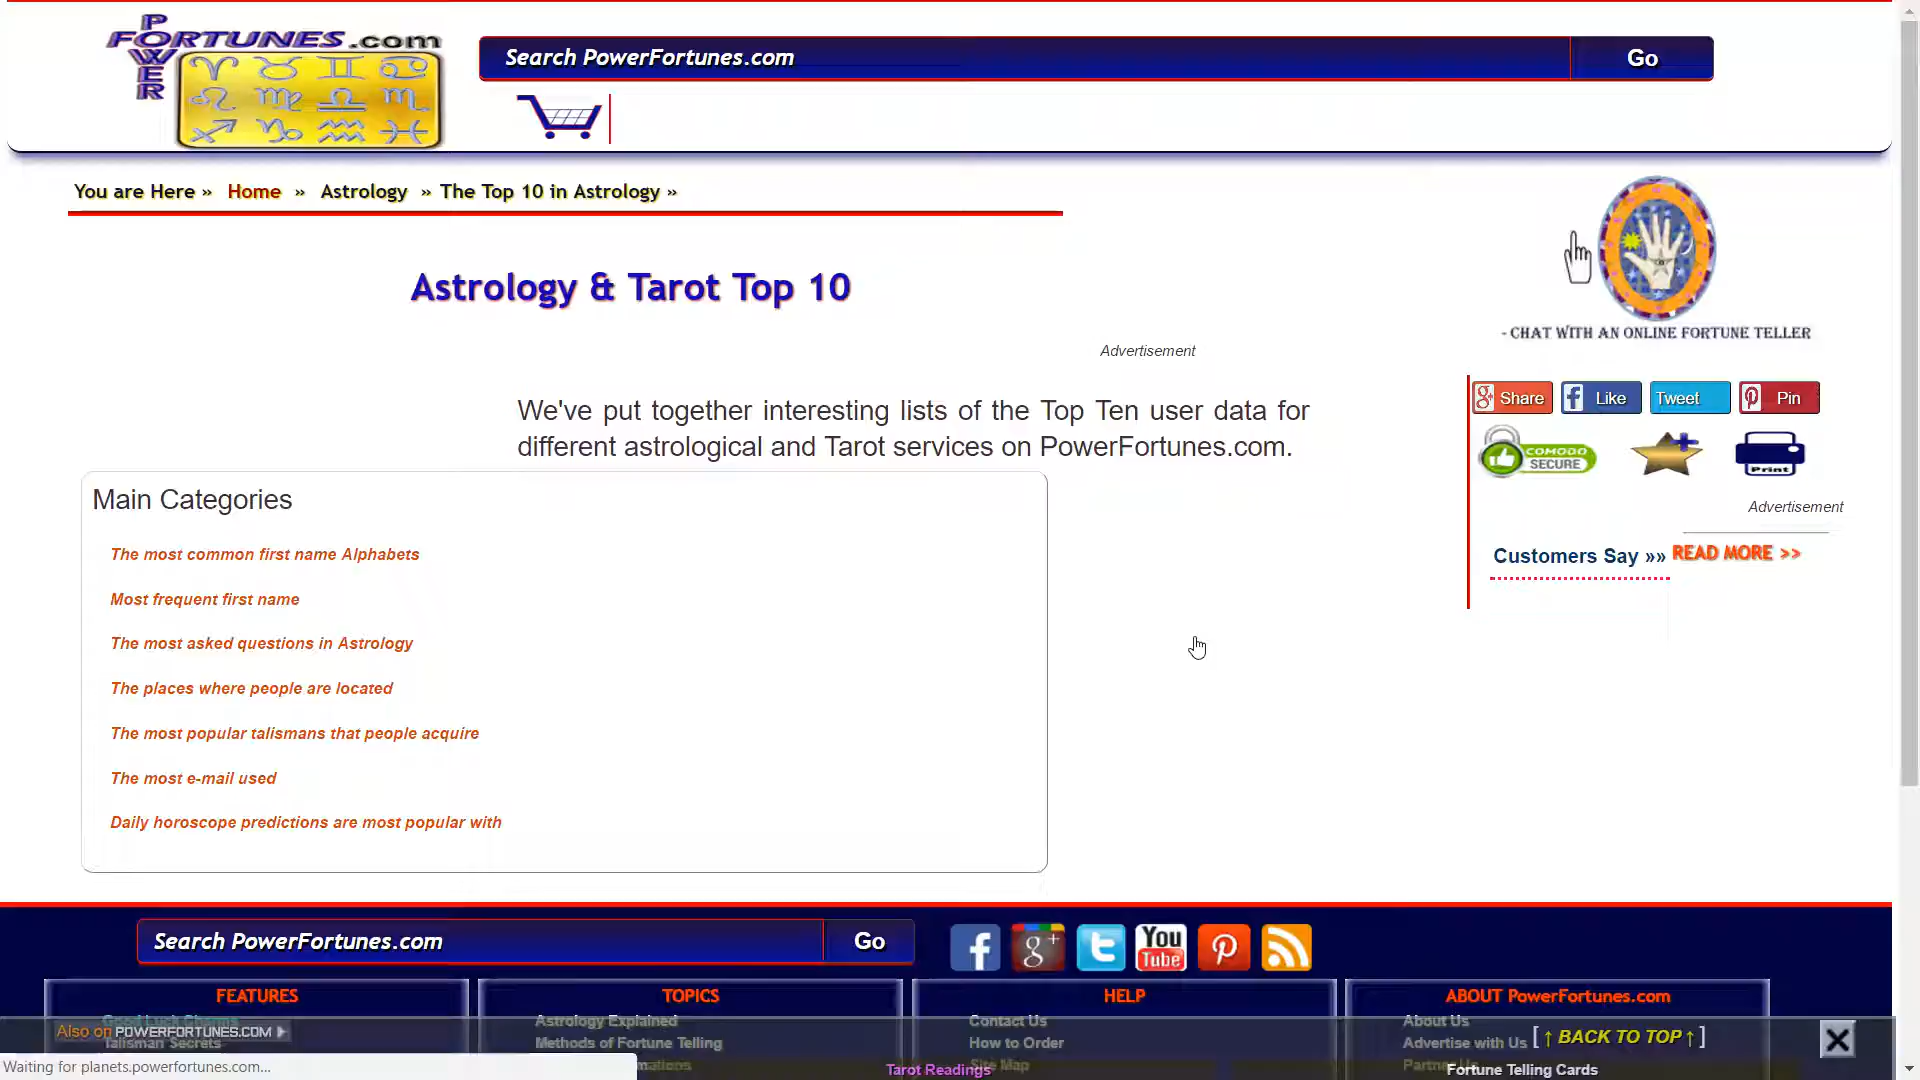 POWER
FORTUNES.com
Search PowerFortunes.com
Go
You are Here » Home » Astrology » The Top 10 in Astrology »
Astrology & Tarot Top 10
- CHAT WITH AN ONLINE FORTUNE TELLER
Advertisement
Share
Like
Tweet
Pin
We've put together interesting lists of the Top Ten user data for
different astrological and Tarot services on PowerFortunes.com.
COMODO
SECURE
Print
Advertisement
Customers Say »» READ MORE >>
Main Categories
The most common first name Alphabets
Most frequent first name
The most asked questions in Astrology
The places where people are located
The most popular talismans that people acquire
The most e-mail used
Daily horoscope predictions are most popular with
Search PowerFortunes.com
Go
You
Tube
FEATURES
TOPICS
HELP
ABOUT PowerFortunes.com
Good Luck Charms
Astrology Explained
Contact Us
About Us
Also on POWERFORTUNES.COM
[ ↑ BACK TO TOP ↑ ]
Talisman Secrets
Methods of Fortune Telling
How to Order
Advertise with Us
Waiting for planets.powerfortunes.com...
Site Map
Tarot Readings
Fortune Telling Cards